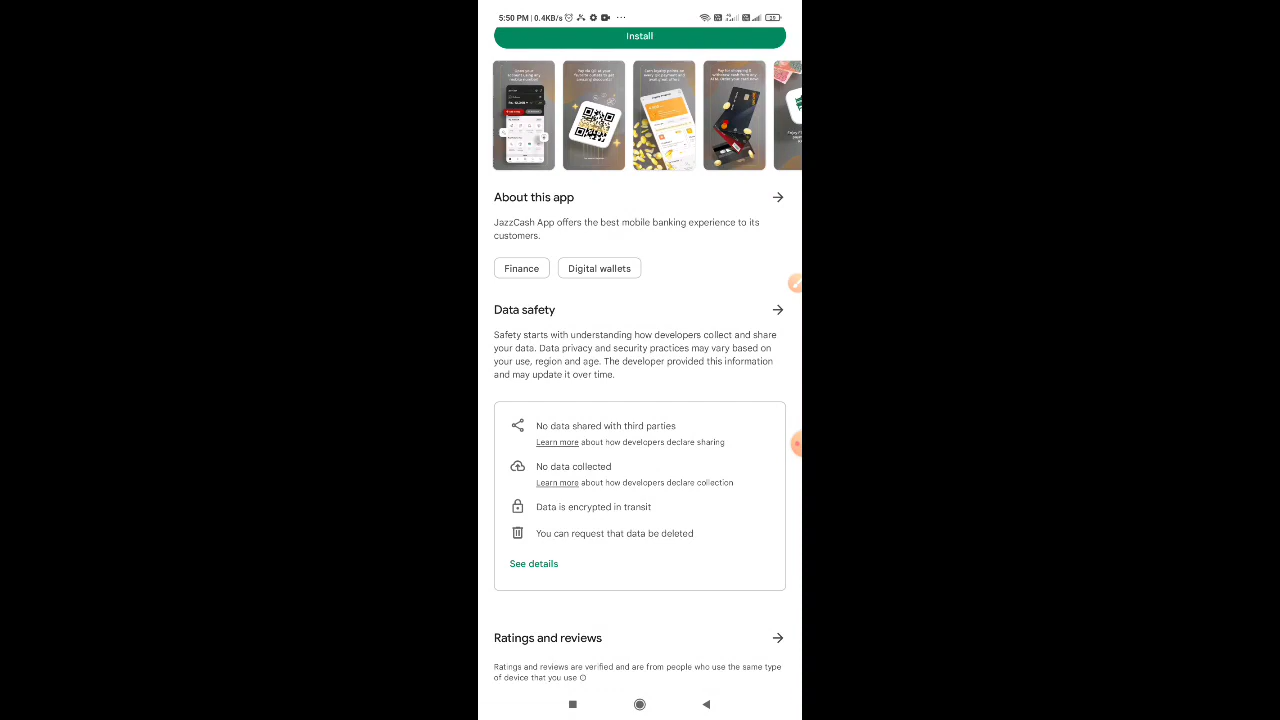 5:50 PM | 0.4KB/s
Install
About this app
JazzCash App offers the best mobile banking experience to its
customers.
Finance
Digital wallets
Data safety
Safety starts with understanding how developers collect and share
your data. Data privacy and security practices may vary based on
your use, region and age. The developer provided this information
and may update it over time.
No data shared with third parties
Learn more about how developers declare sharing
No data collected
Learn more about how developers declare collection
Data is encrypted in transit
You can request that data be deleted
See details
Ratings and reviews
Ratings and reviews are verified and are from people who use the same type
of device that you use